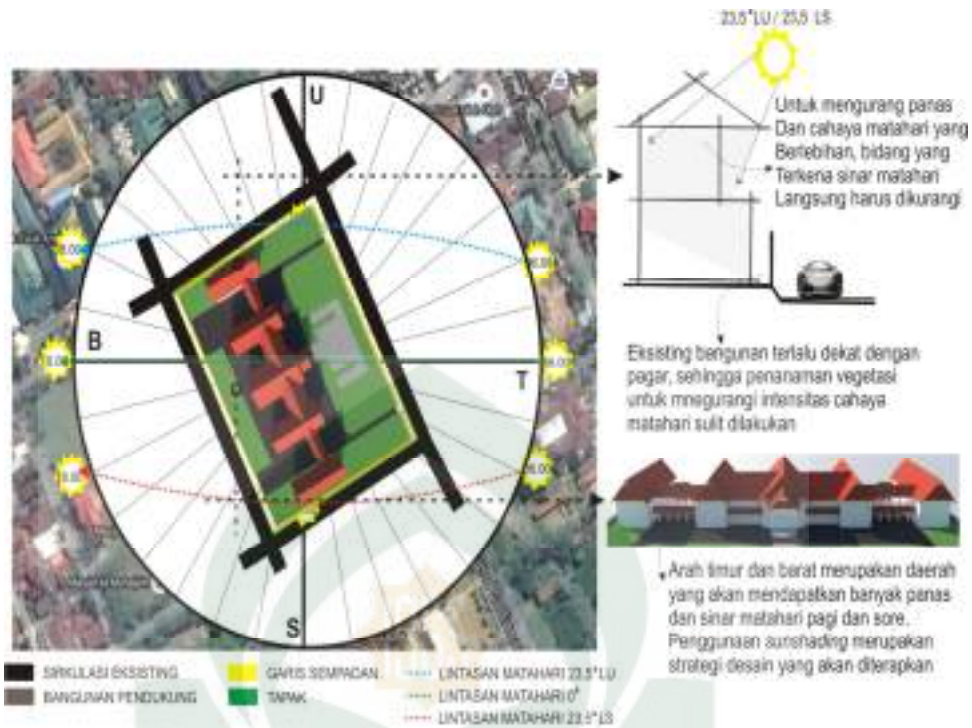 23,5°LU / 23,5 LS
Untuk mengurang panas
Dan cahaya matahari yang
Berlebihan, bidang yang
Terkena sinar matahari
Langsung harus dikurangi
U
B
T
S
Eksisting bangunan terlalu dekat dengan
pagar, sehingga penanaman vegetasi
untuk mnegurangi intensitas cahaya
matahari sulit dilakukan
Arah timur dan barat merupakan daerah
yang akan mendapatkan banyak panas
dan sinar matahari pagi dan sore.
Penggunaan sunshading merupakan
strategi desain yang akan diterapkan
SIRKULASI EKSISTING
BANGUNAN PENDUKUNG
GARIS SEMPADAN
TAPAK
LINTASAN MATAHARI 23.5°LU
LINTASAN MATAHARI 0°
LINTASAN MATAHARI 23.5°LS